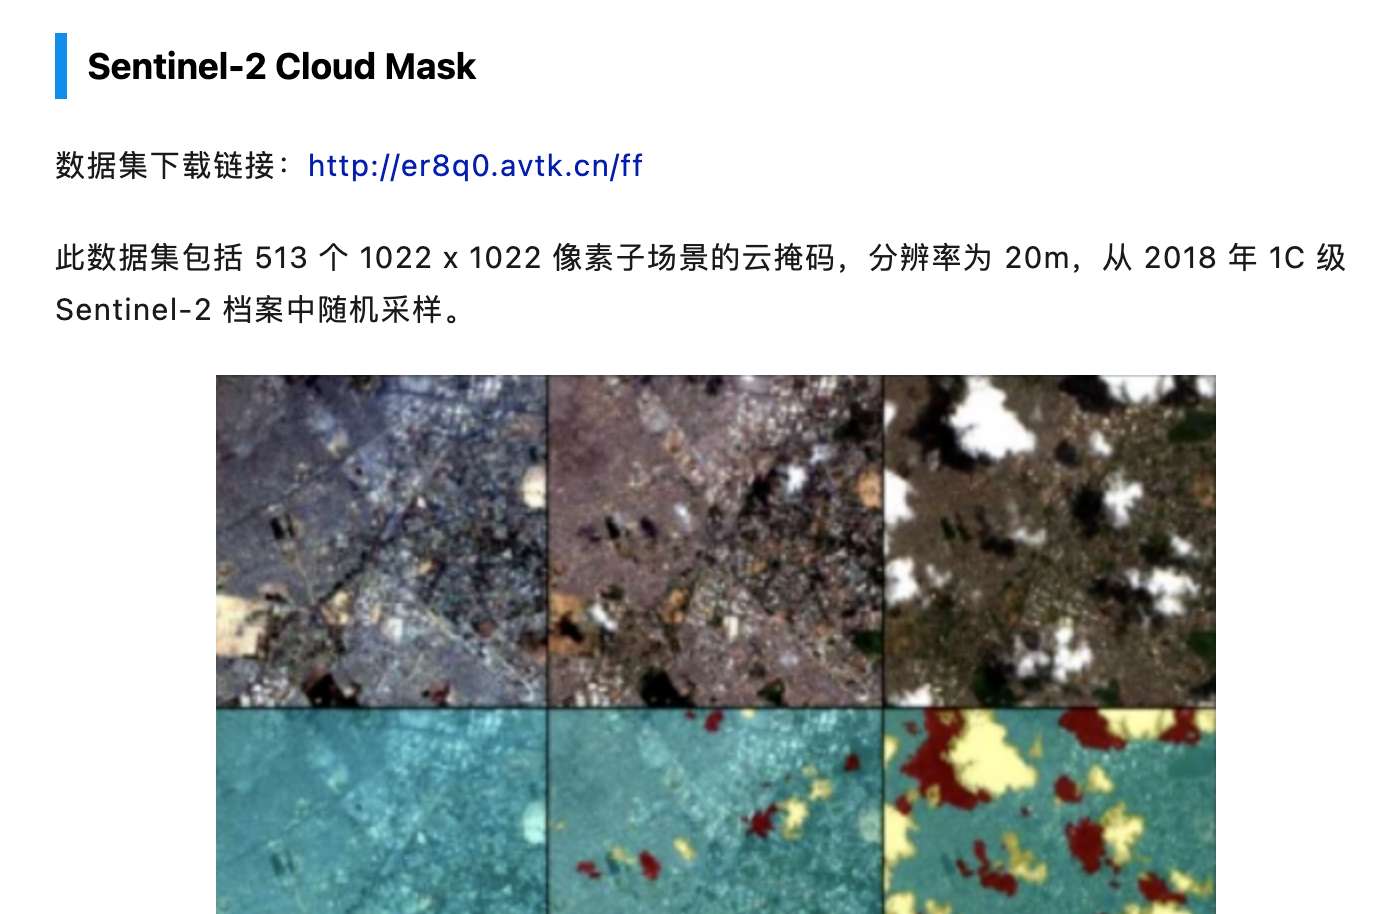 Sentinel-2 Cloud Mask
数据集下载链接：http://er8q0.avtk.cn/ff
此数据集包括 513 个 1022 x 1022 像素子场景的云掩码，分辨率为 20m，从 2018 年 1C 级
Sentinel-2 档案中随机采样。